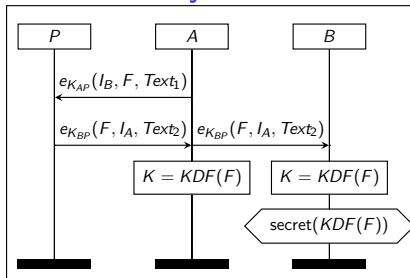 P A B
e_{K_{AP}}(I_B, F, Text_1)
e_{K_{BP}}(F, I_A, Text_2) e_{K_{BP}}(F, I_A, Text_2)
K = KDF(F) K = KDF(F)
secret(KDF(F))